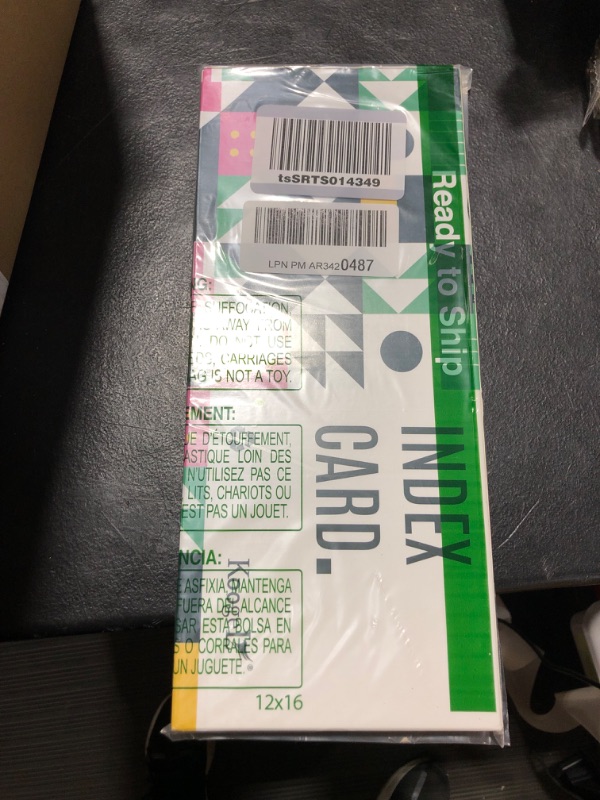 tsSRTS014349
LPN PM AR3420487
Ready to Ship
INDEX
CARD.
G:
SUFFOCATION,
AWAY FROM
DO NOT USE
CARRIAGES
IS NOT A TOY.
EMENT:
UE D'ÉTOUFFEMENT,
ASTIQUE LOIN DES
N'UTILISEZ PAS CE
LITS, CHARIOTS OU
EST PAS UN JOUET.
NCIA:
ASFIXIA, MANTENGA
FUERA DEL ALCANCE
SAR ESTA BOLSA EN
S O CORRALES PARA
UN JUGUETE.
12x16